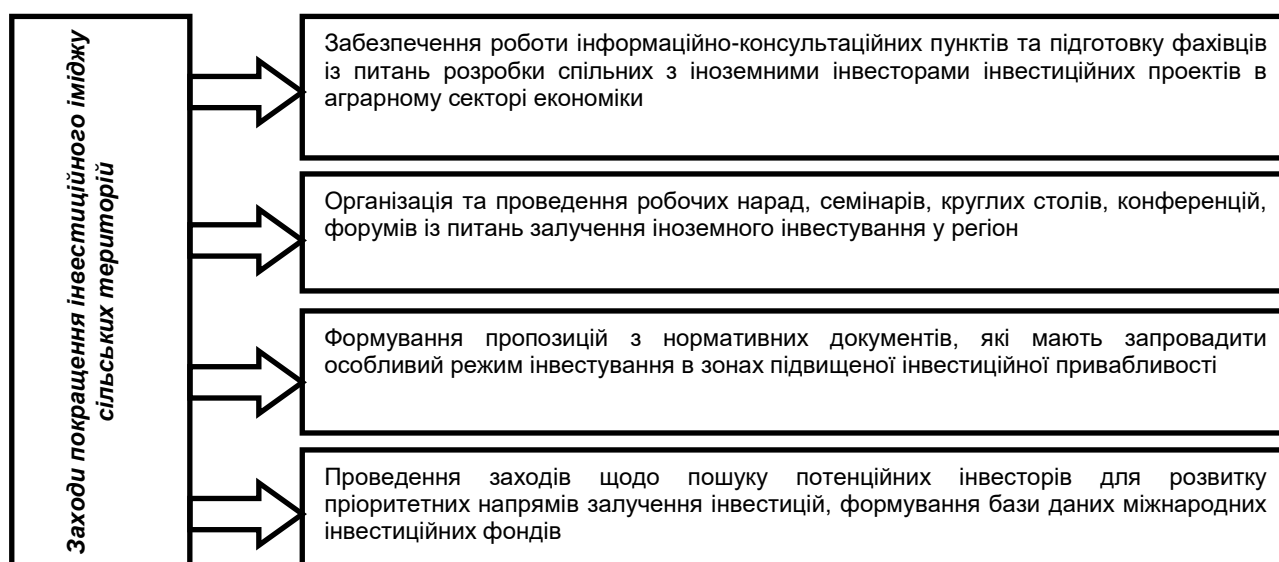 Заходи покращення інвестиційного іміджу
сільських територій
Забезпечення роботи інформаційно-консультаційних пунктів та підготовку фахівців
із питань розробки спільних з іноземними інвесторами інвестиційних проектів в
аграрному секторі економіки
Організація та проведення робочих нарад, семінарів, круглих столів, конференцій,
форумів із питань залучення іноземного інвестування у регіон
Формування пропозицій з нормативних документів, які мають запровадити
особливий режим інвестування в зонах підвищеної інвестиційної привабливості
Проведення заходів щодо пошуку потенційних інвесторів для розвитку
пріоритетних напрямів залучення інвестицій, формування бази даних міжнародних
інвестиційних фондів